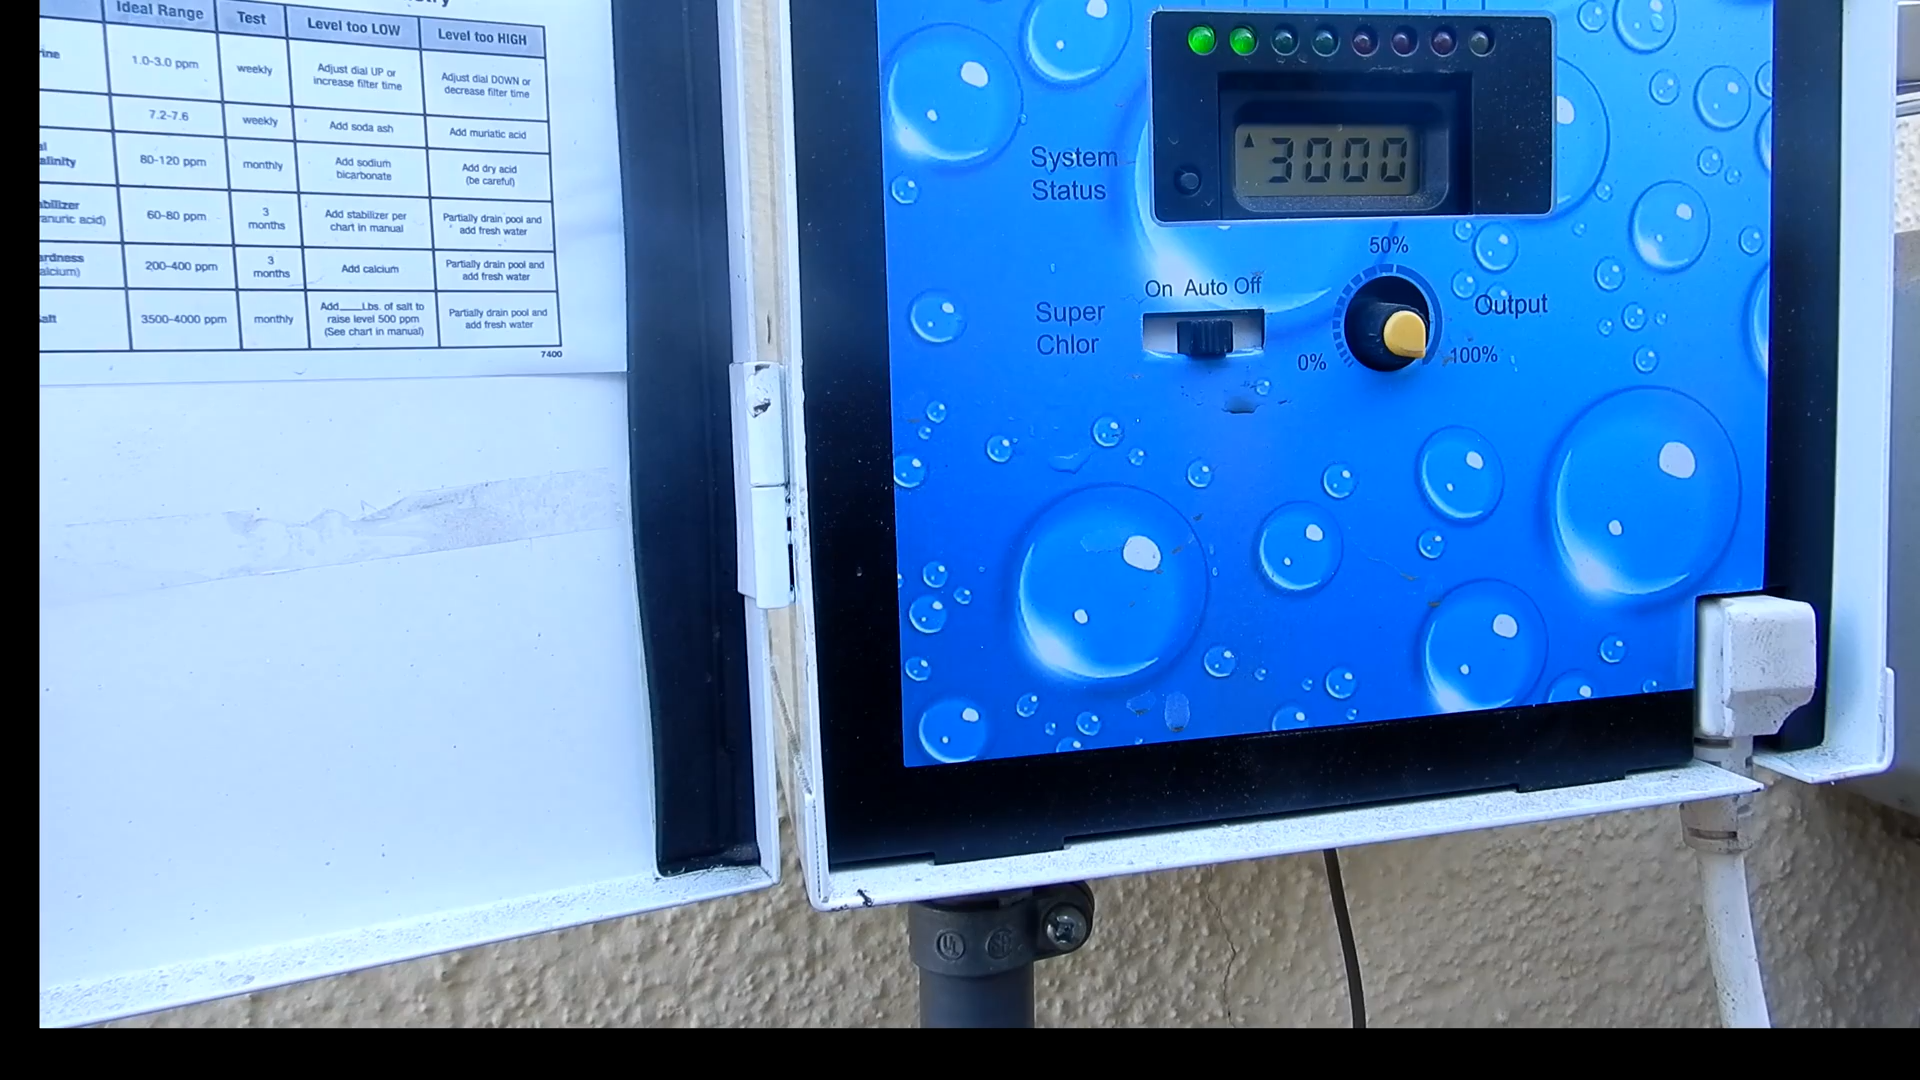 Ideal Range Test Level too LOW Level too HIGH
1.0-3.0 ppm weekly Adjust dial UP or increase filter time Adjust dial DOWN or decrease filter time
7.2-7.6 weekly Add soda ash Add muriatic acid
alinity 80-120 ppm monthly Add sodium bicarbonate Add dry acid (be careful)
bilizer anuric acid) 60-80 ppm 3 months Add stabilizer per chart in manual Partially drain pool and add fresh water
ardness alcium) 200-400 ppm 3 months Add calcium Partially drain pool and add fresh water
alt 3500-4000 ppm monthly Add___Lbs. of salt to raise level 500 ppm (See chart in manual) Partially drain pool and add fresh water
7400
3000
System
Status
50%
On Auto Off
Super
Chlor
Output
0%
100%
UL